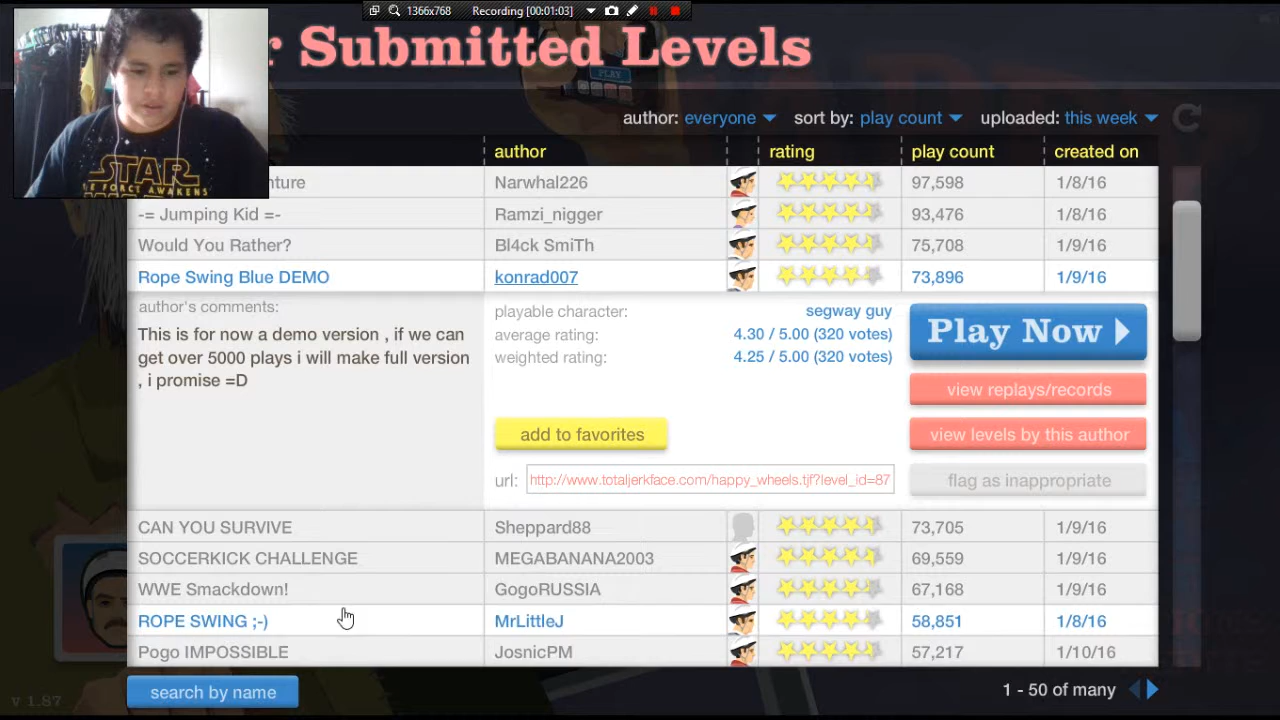 1366x768 Recording [00:01:03]
r Submitted Levels
PLAY
author: everyone sort by: play count uploaded: this week
author rating play count created on
nture Narwhal226 97,598 1/8/16
-= Jumping Kid =- Ramzi_nigger 93,476 1/8/16
Would You Rather? Bl4ck SmiTh 75,708 1/9/16
Rope Swing Blue DEMO konrad007 73,896 1/9/16
author's comments:
This is for now a demo version , if we can
get over 5000 plays i will make full version
, i promise =D
playable character: segway guy
average rating: 4.30 / 5.00 (320 votes)
weighted rating: 4.25 / 5.00 (320 votes)
Play Now
view replays/records
add to favorites
view levels by this author
url: http://www.totaljerkface.com/happy_wheels.tjf?level_id=87
flag as inappropriate
CAN YOU SURVIVE Sheppard88 73,705 1/9/16
SOCCERKICK CHALLENGE MEGABANANA2003 69,559 1/9/16
WWE Smackdown! GogoRUSSIA 67,168 1/9/16
ROPE SWING ;-) MrLittleJ 58,851 1/8/16
Pogo IMPOSSIBLE JosnicPM 57,217 1/10/16
v 1.87
search by name
1 - 50 of many
STAR
E FORCE AWAKENS
WARS